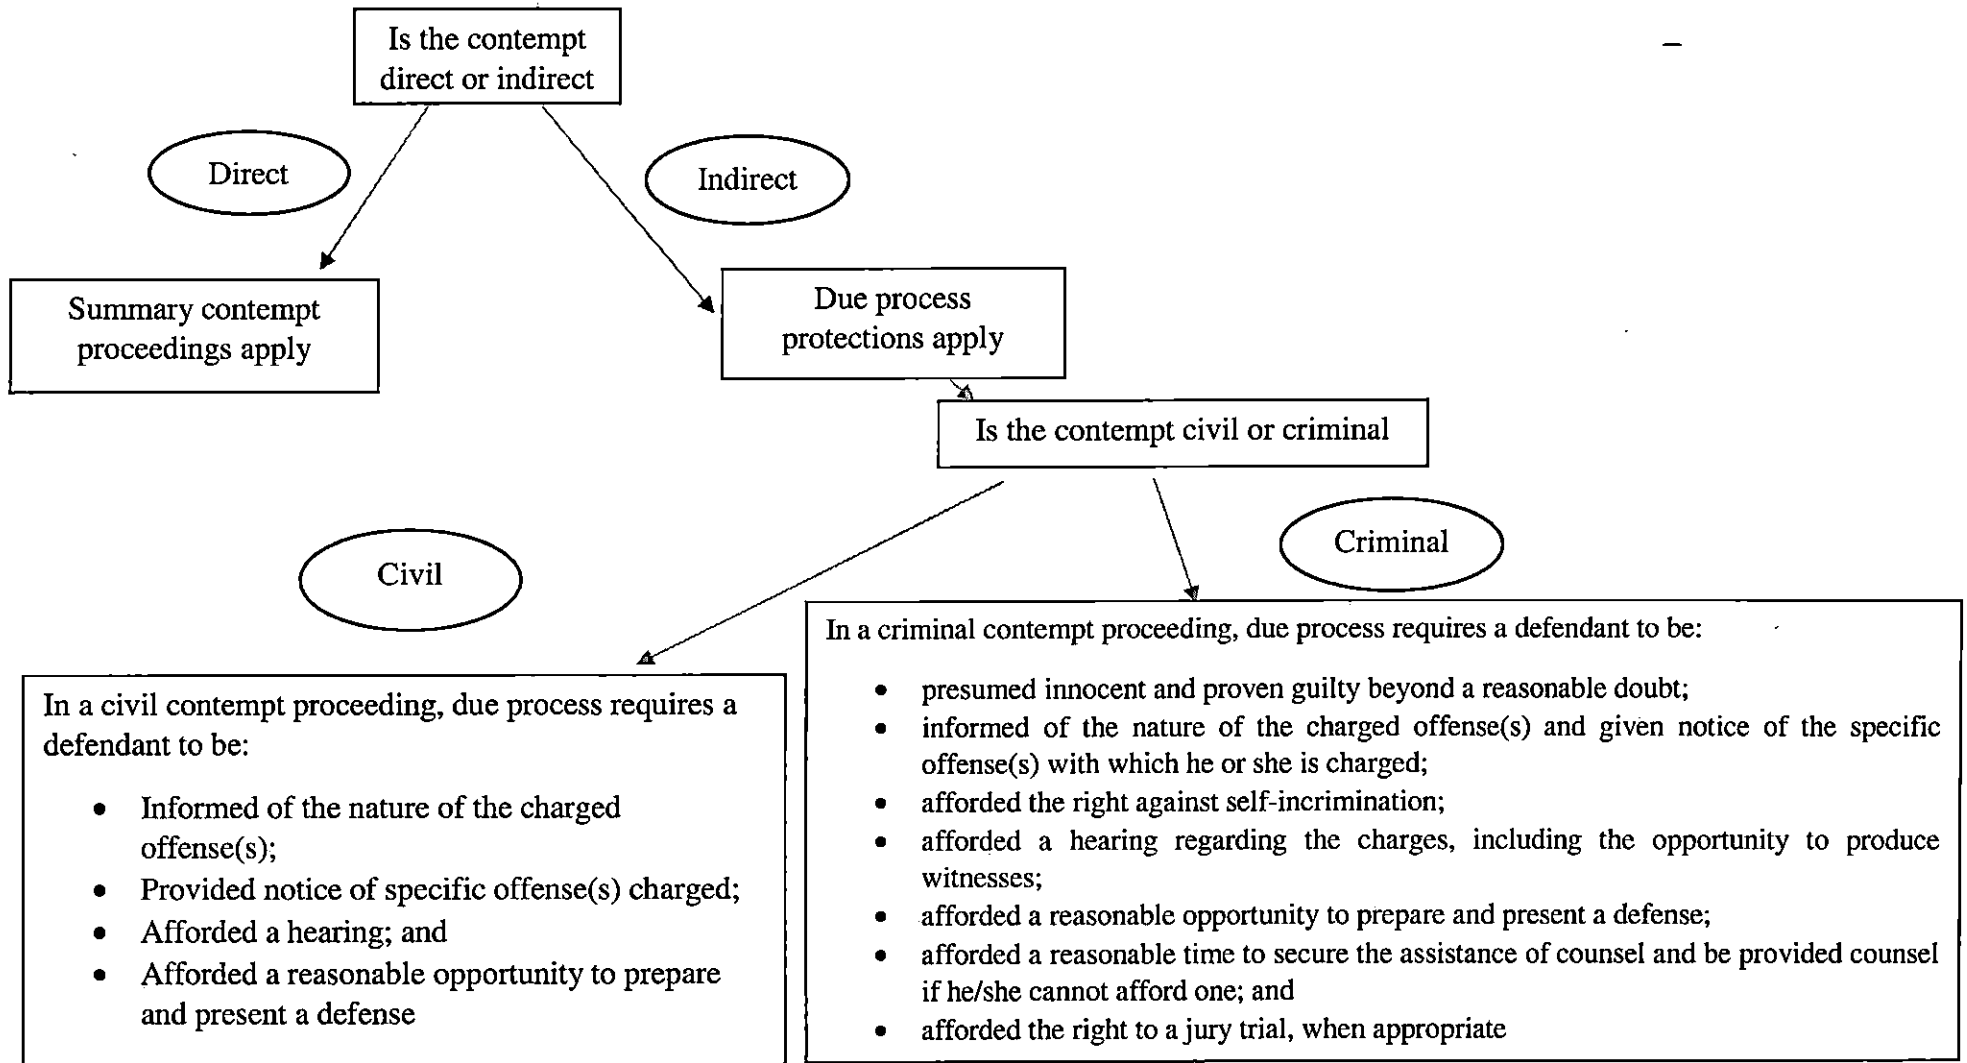 Is the contempt
direct or indirect
Direct
Indirect
Summary contempt
proceedings apply
Due process
protections apply
Is the contempt civil or criminal
Civil
Criminal
In a civil contempt proceeding, due process requires a
defendant to be:
• Informed of the nature of the charged
offense(s);
• Provided notice of specific offense(s) charged;
• Afforded a hearing; and
• Afforded a reasonable opportunity to prepare
and present a defense
In a criminal contempt proceeding, due process requires a defendant to be:
• presumed innocent and proven guilty beyond a reasonable doubt;
• informed of the nature of the charged offense(s) and given notice of the specific
offense(s) with which he or she is charged;
• afforded the right against self-incrimination;
• afforded a hearing regarding the charges, including the opportunity to produce
witnesses;
• afforded a reasonable opportunity to prepare and present a defense;
• afforded a reasonable time to secure the assistance of counsel and be provided counsel
if he/she cannot afford one; and
• afforded the right to a jury trial, when appropriate